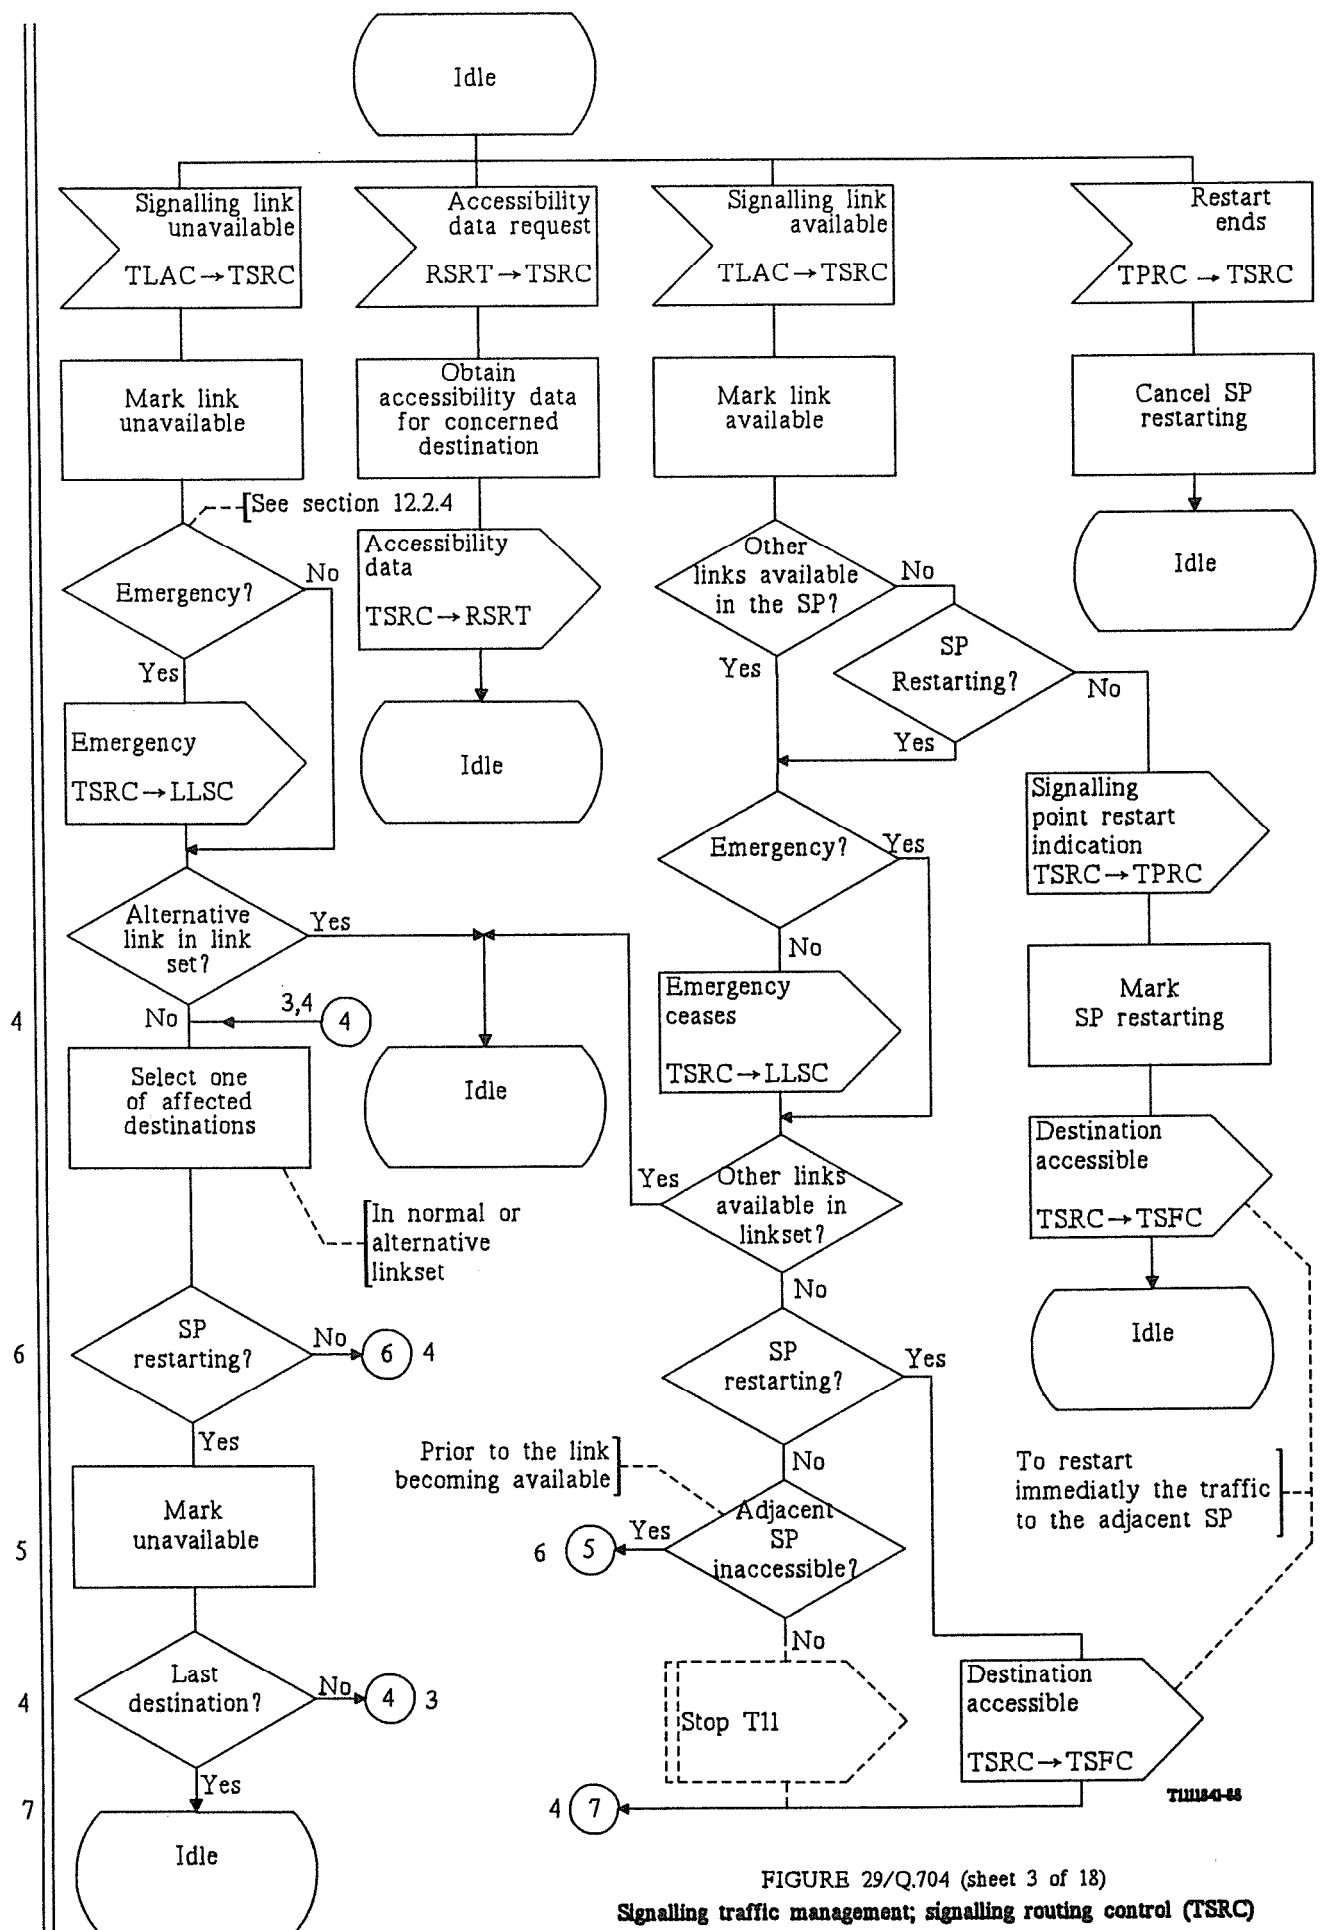 Idle
Signalling link
unavailable
TLAC→TSRC
Accessibility
data request
RSRT→TSRC
Signalling link
available
TLAC→TSRC
Restart
ends
TPRC → TSRC
Mark link
unavailable
Obtain
accessibility data
for concerned
destination
Mark link
available
Cancel SP
restarting
[See section 12.2.4
Emergency?
No
Yes
Accessibility
data
TSRC→RSRT
Other
links available
in the SP?
No
Yes
Idle
SP
Restarting?
No
Yes
Emergency
TSRC→LLSC
Idle
Signalling
point restart
indication
TSRC→TPRC
Emergency?
Yes
No
Alternative
link in link
set?
Yes
No
3,4
4
4
Emergency
ceases
TSRC→LLSC
Mark
SP restarting
Select one
of affected
destinations
Idle
Destination
accessible
TSRC→TSFC
Yes
Other links
available in
linkset?
No
In normal or
alternative
linkset
6
SP
restarting?
No
6
4
Yes
SP
restarting?
Yes
No
Idle
Prior to the link
becoming available
To restart
immediatly the traffic
to the adjacent SP
Mark
unavailable
5
6
5
Yes
Adjacent
SP
inaccessible?
No
4
Last
destination?
No
4
3
Yes
Stop T11
Destination
accessible
TSRC→TSFC
7
4
7
T1111841-88
Idle
FIGURE 29/Q.704 (sheet 3 of 18)
Signalling traffic management; signalling routing control (TSRC)